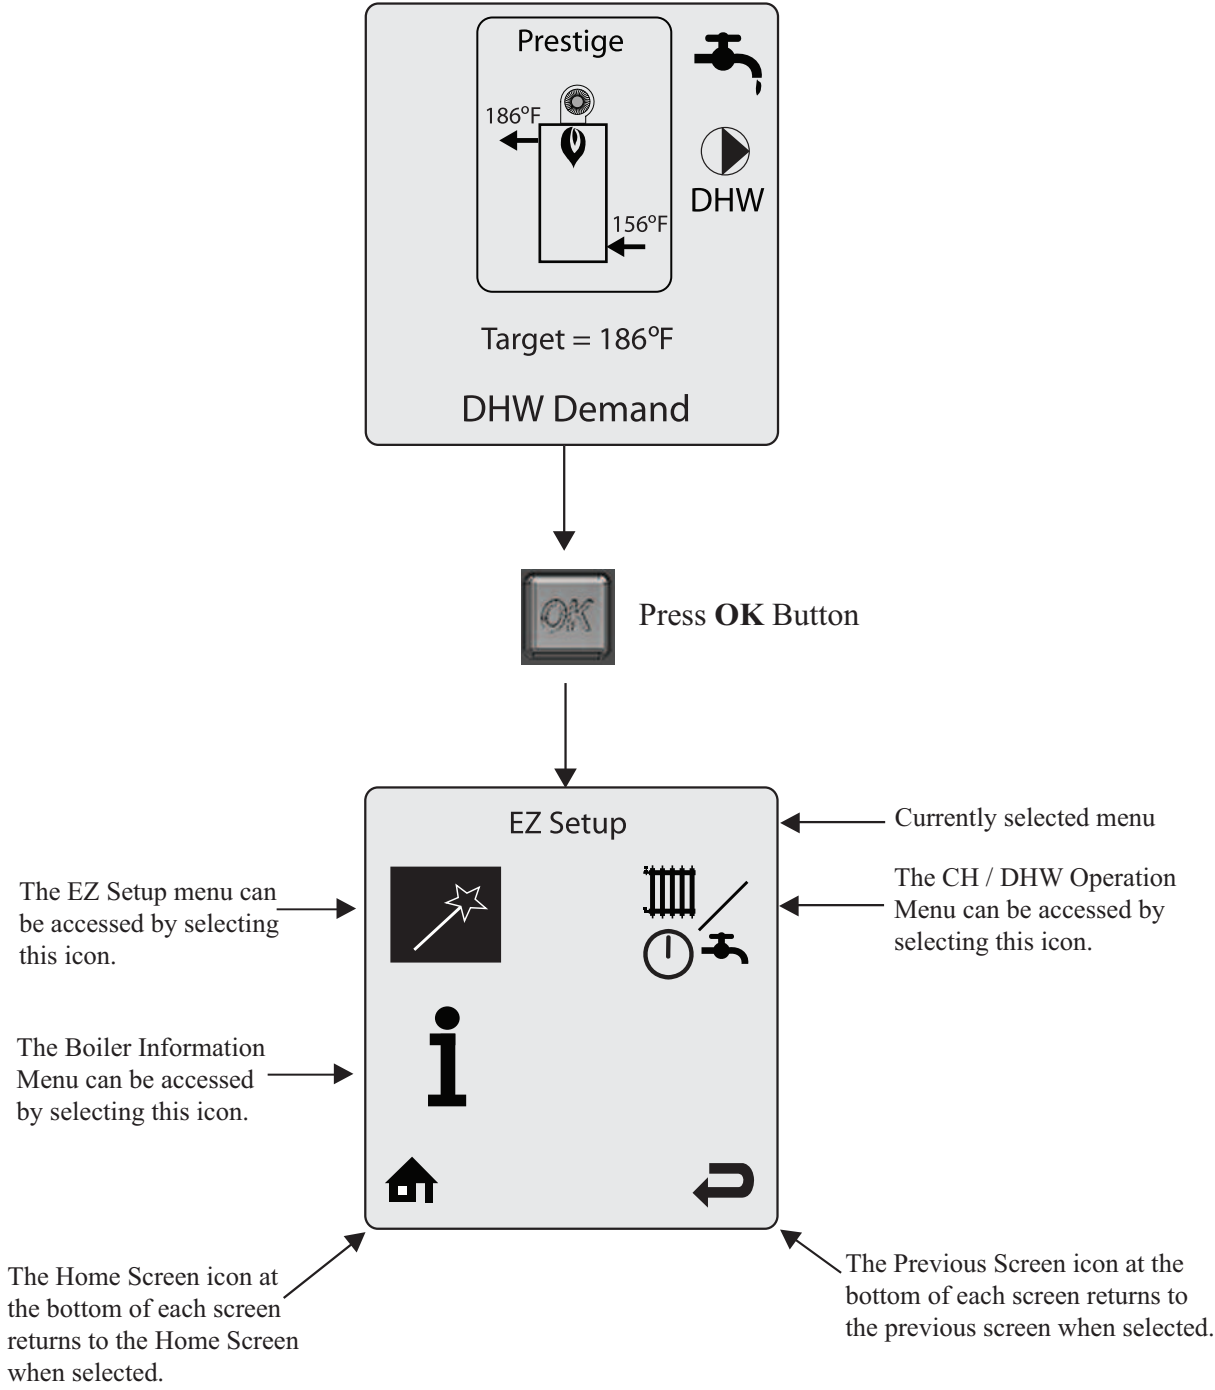 Prestige
186°F
156°F
DHW
Target = 186°F
DHW Demand
OK
Press OK Button
EZ Setup
Currently selected menu
The EZ Setup menu can
be accessed by selecting
this icon.
The CH / DHW Operation
Menu can be accessed by
selecting this icon.
The Boiler Information
Menu can be accessed
by selecting this icon.
The Home Screen icon at
the bottom of each screen
returns to the Home Screen
when selected.
The Previous Screen icon at the
bottom of each screen returns to
the previous screen when selected.